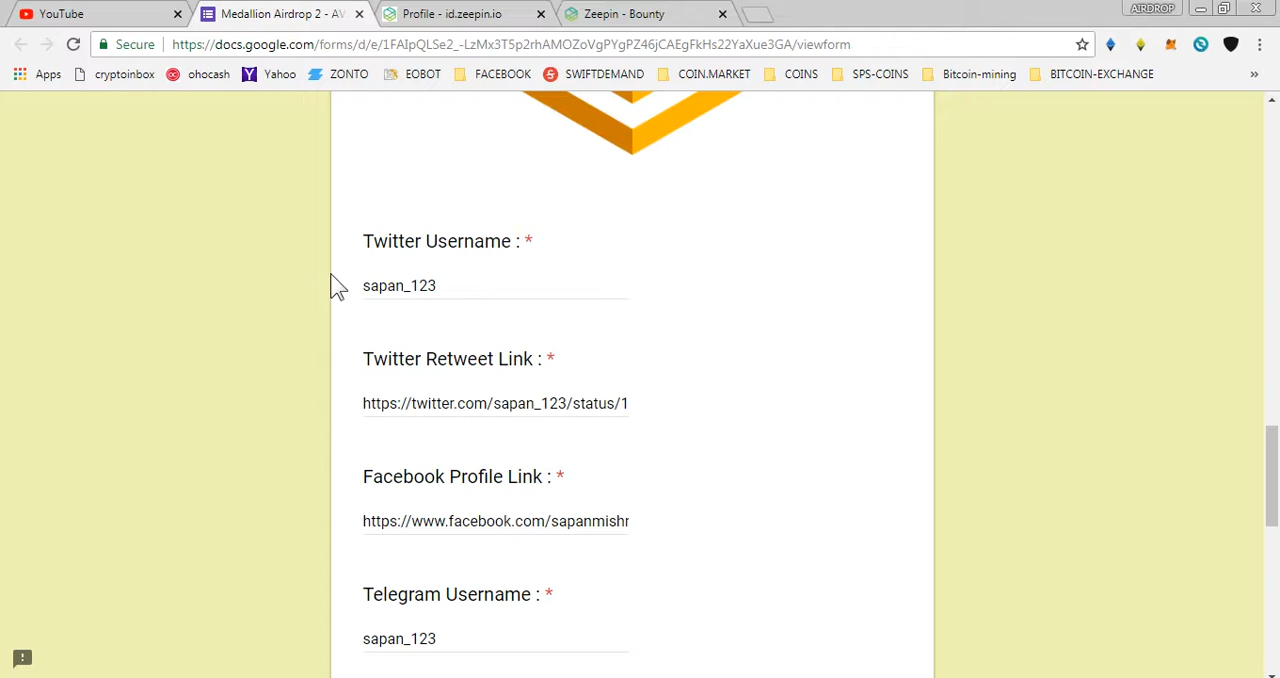 YouTube
Medallion Airdrop 2 - AV
Profile - id.zeepin.io
Zeepin - Bounty
AIRDROP
Secure
https://docs.google.com/forms/d/e/1FAIpQLSe2_-LzMx3T5p2rhAMOZoVgPYgPZ46jCAEgFkHs22YaXue3GA/viewform
Apps cryptoinbox ohocash Yahoo ZONTO EOBOT FACEBOOK SWIFTDEMAND COIN.MARKET COINS SPS-COINS Bitcoin-mining BITCOIN-EXCHANGE »
Twitter Username : *
sapan_123
Twitter Retweet Link : *
https://twitter.com/sapan_123/status/1
Facebook Profile Link : *
https://www.facebook.com/sapanmishr
Telegram Username : *
sapan_123